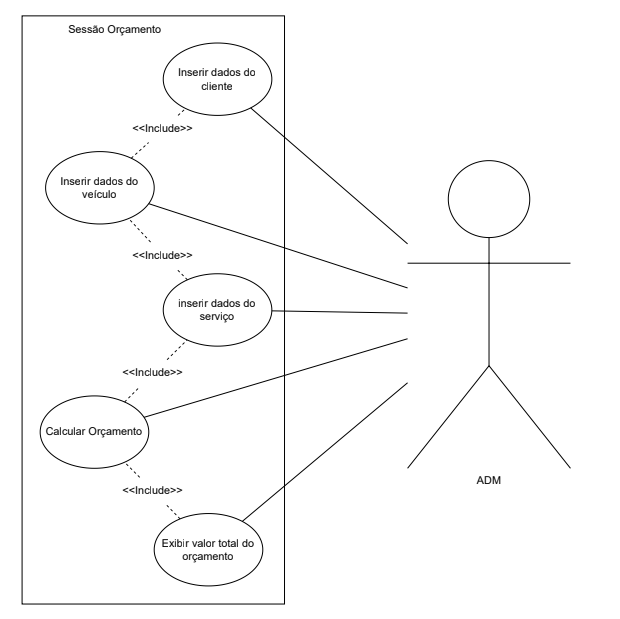 Sessão Orçamento
Inserir dados do
cliente
<<Include>>
Inserir dados do
veículo
<<Include>>
inserir dados do
serviço
<<Include>>
Calcular Orçamento
<<Include>>
Exibir valor total do
orçamento
ADM